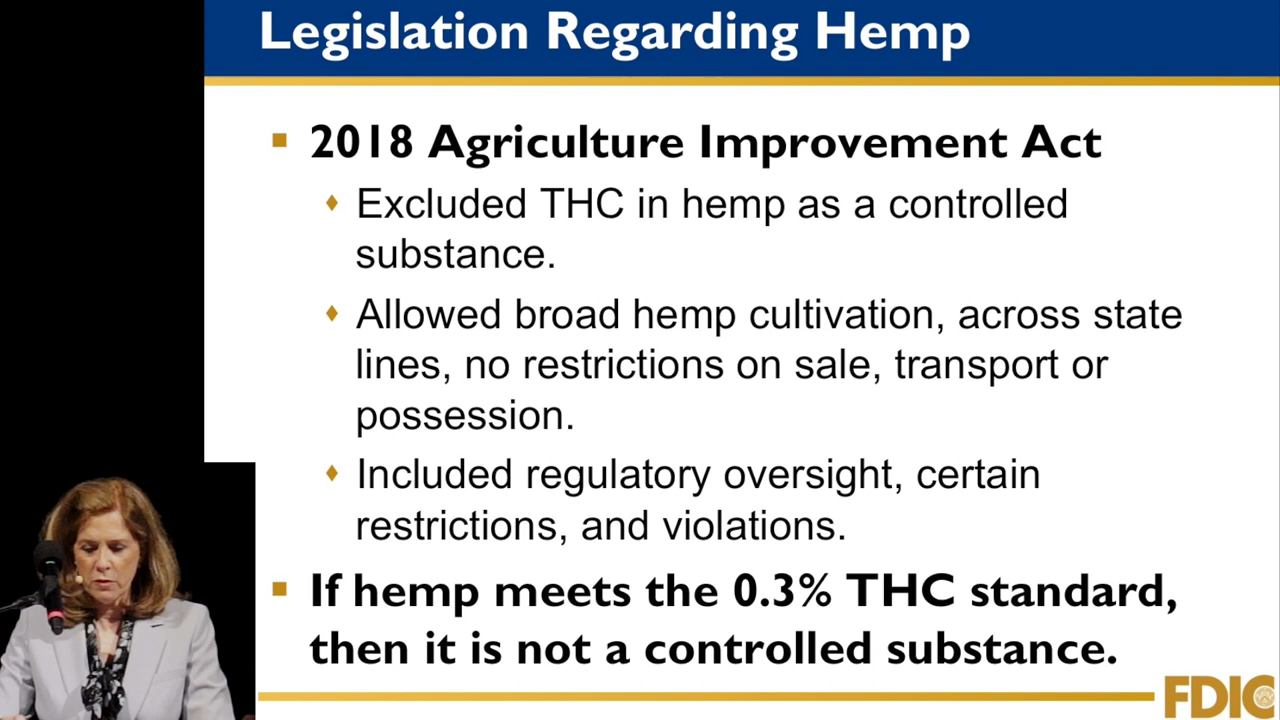 Legislation Regarding Hemp
2018 Agriculture Improvement Act
Excluded THC in hemp as a controlled
substance.
Allowed broad hemp cultivation, across state
lines, no restrictions on sale, transport or
possession.
Included regulatory oversight, certain
restrictions, and violations.
If hemp meets the 0.3% THC standard,
then it is not a controlled substance.
FDIC